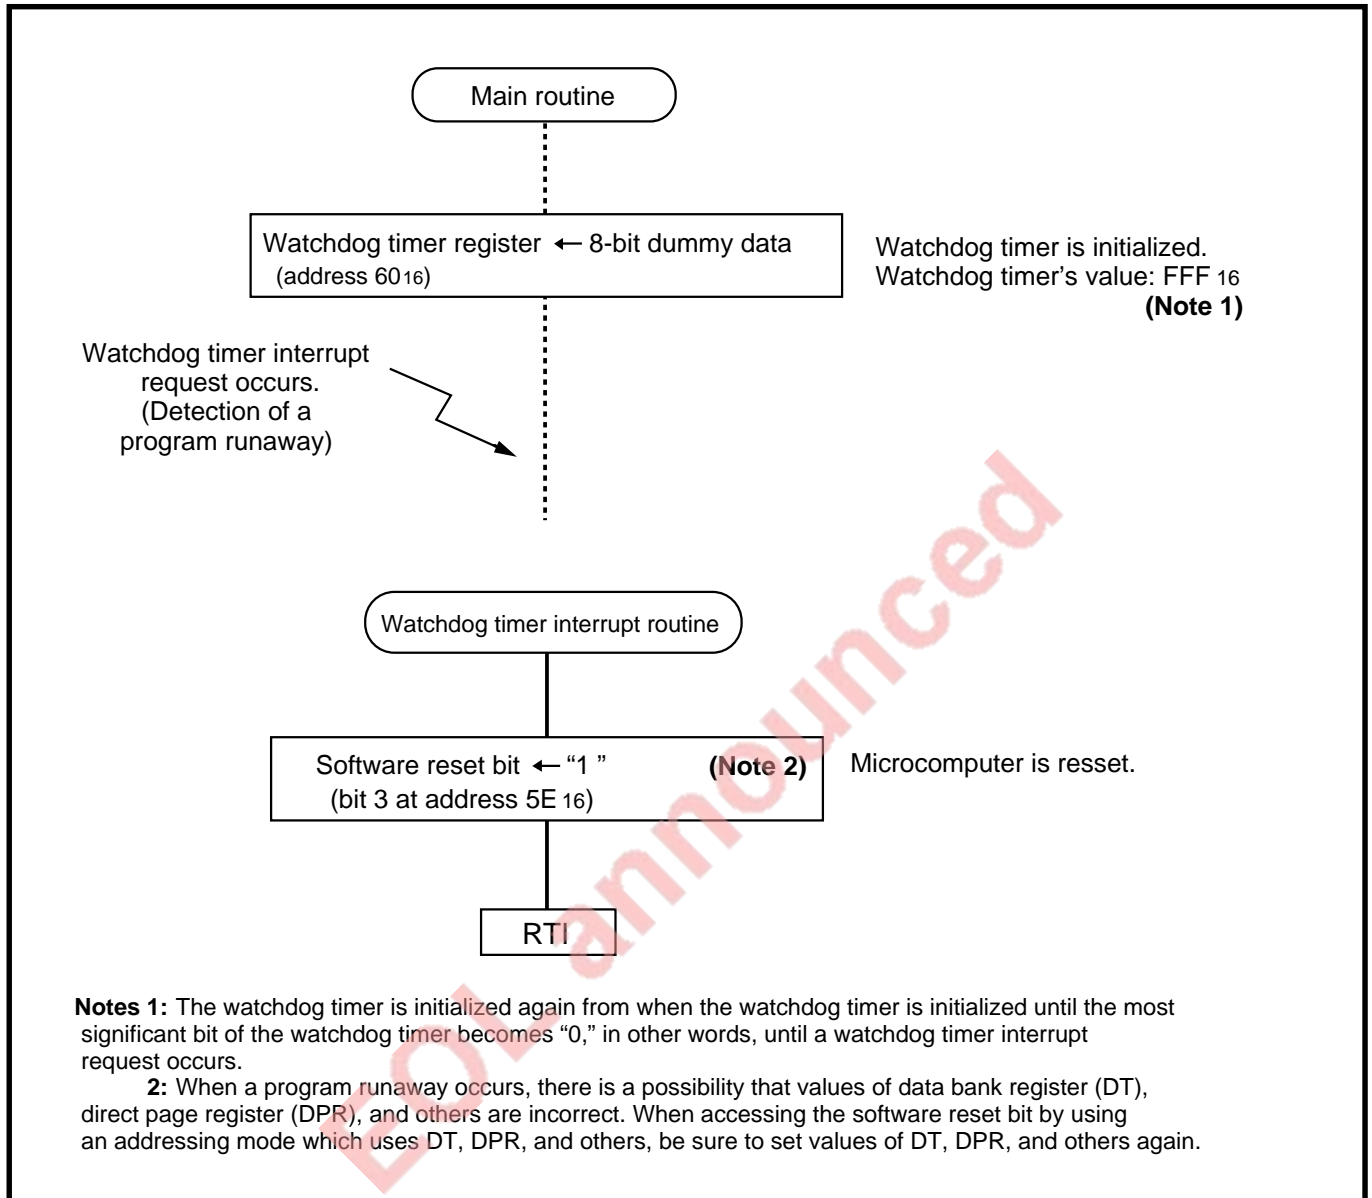 Main routine
Watchdog timer register ← 8-bit dummy data
(address 6016)
Watchdog timer is initialized.
Watchdog timer’s value: FFF 16
(Note 1)
Watchdog timer interrupt
request occurs.
(Detection of a
program runaway)
Watchdog timer interrupt routine
Software reset bit ← “1 ” (Note 2)
(bit 3 at address 5E 16)
Microcomputer is resset.
RTI
Notes 1: The watchdog timer is initialized again from when the watchdog timer is initialized until the most
significant bit of the watchdog timer becomes “0,” in other words, until a watchdog timer interrupt
request occurs.
2: When a program runaway occurs, there is a possibility that values of data bank register (DT),
direct page register (DPR), and others are incorrect. When accessing the software reset bit by using
an addressing mode which uses DT, DPR, and others, be sure to set values of DT, DPR, and others again.
EOL announced